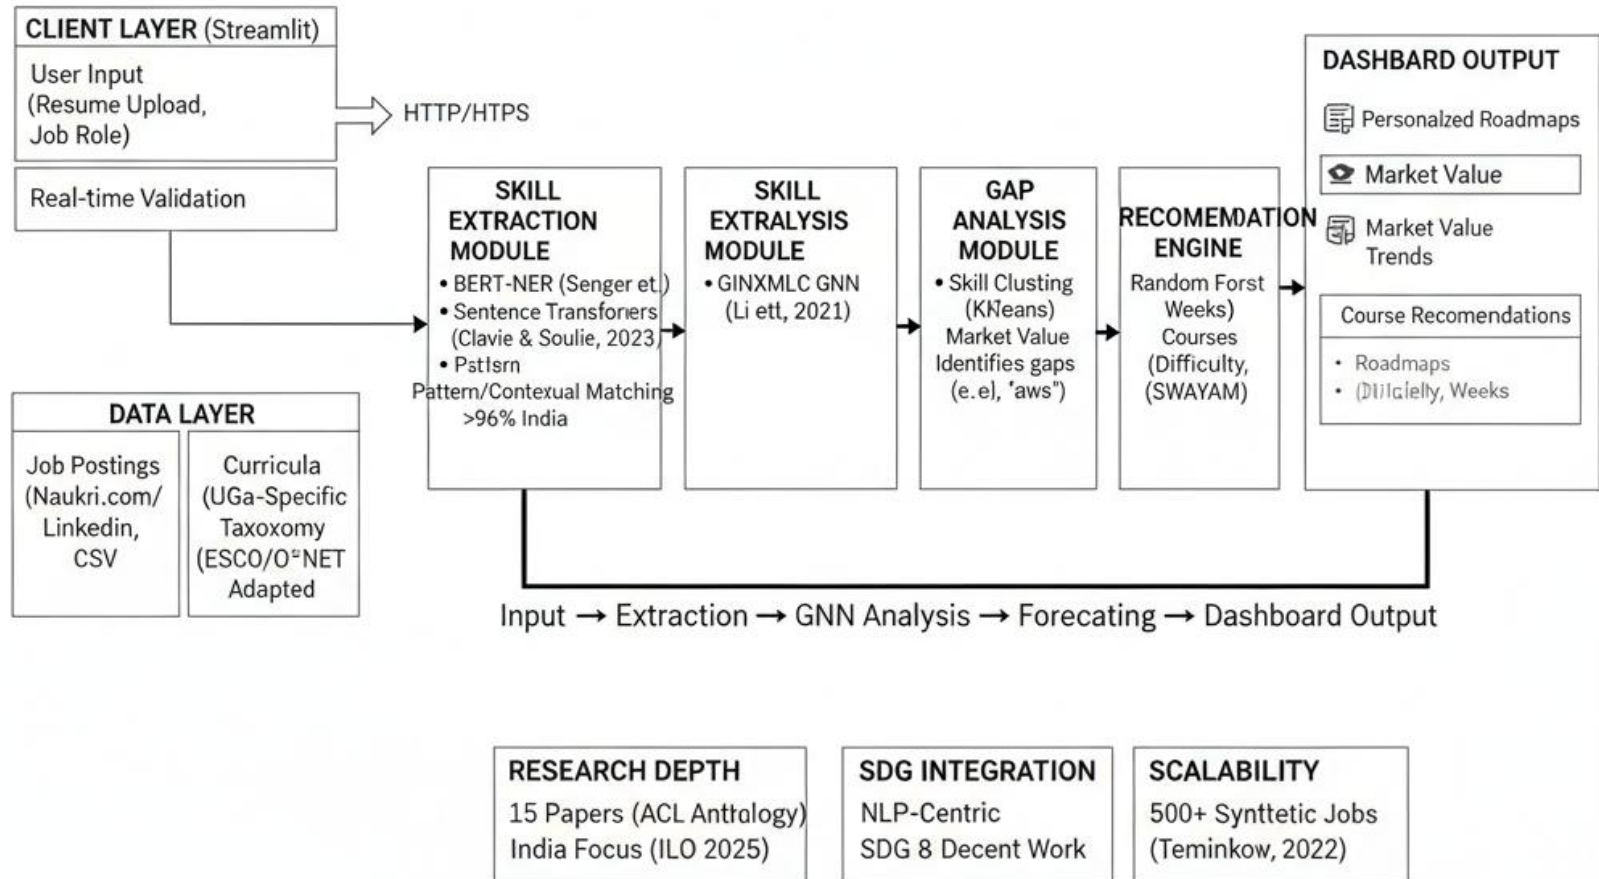 CLIENT LAYER (Streamlit)
User Input
(Resume Upload,
Job Role)
HTTP/HTPS
Real-time Validation
DATA LAYER
Job Postings
(Naukri.com/
Linkedin,
CSV
Curricula
(UGa-Specific
Taxoxomy
(ESCO/O*NET
Adapted
SKILL
EXTRACTION
MODULE
• BERT-NER (Senger et.)
• Sentence Transforners
(Clavie & Soulie, 2023)
•
Pattern/Contexual Matching
>96% India
SKILL
EXTRALYSIS
MODULE
• GINXMLC GNN
(Li ett, 2021)
GAP
ANALYSIS
MODULE
• Skill Clusting
Market Value
Identifies gaps
(e.e], "aws")
RECOMEMDATION
ENGINE
Random Forst
Weeks)
Courses
(Difficulty,
(SWAYAM)
DASHBARD OUTPUT
Personalzed Roadmaps
Market Value
Market Value
Trends
Course Recomendations
• Roadmaps
• Weeks
Input → Extraction → GNN Analysis → Forecating → Dashboard Output
RESEARCH DEPTH
15 Papers (ACL Anttalogy)
India Focus (ILO 2025)
SDG INTEGRATION
NLP-Centric
SDG 8 Decent Work
SCALABILITY
500+ Synttetic Jobs
(Teminkow, 2022)